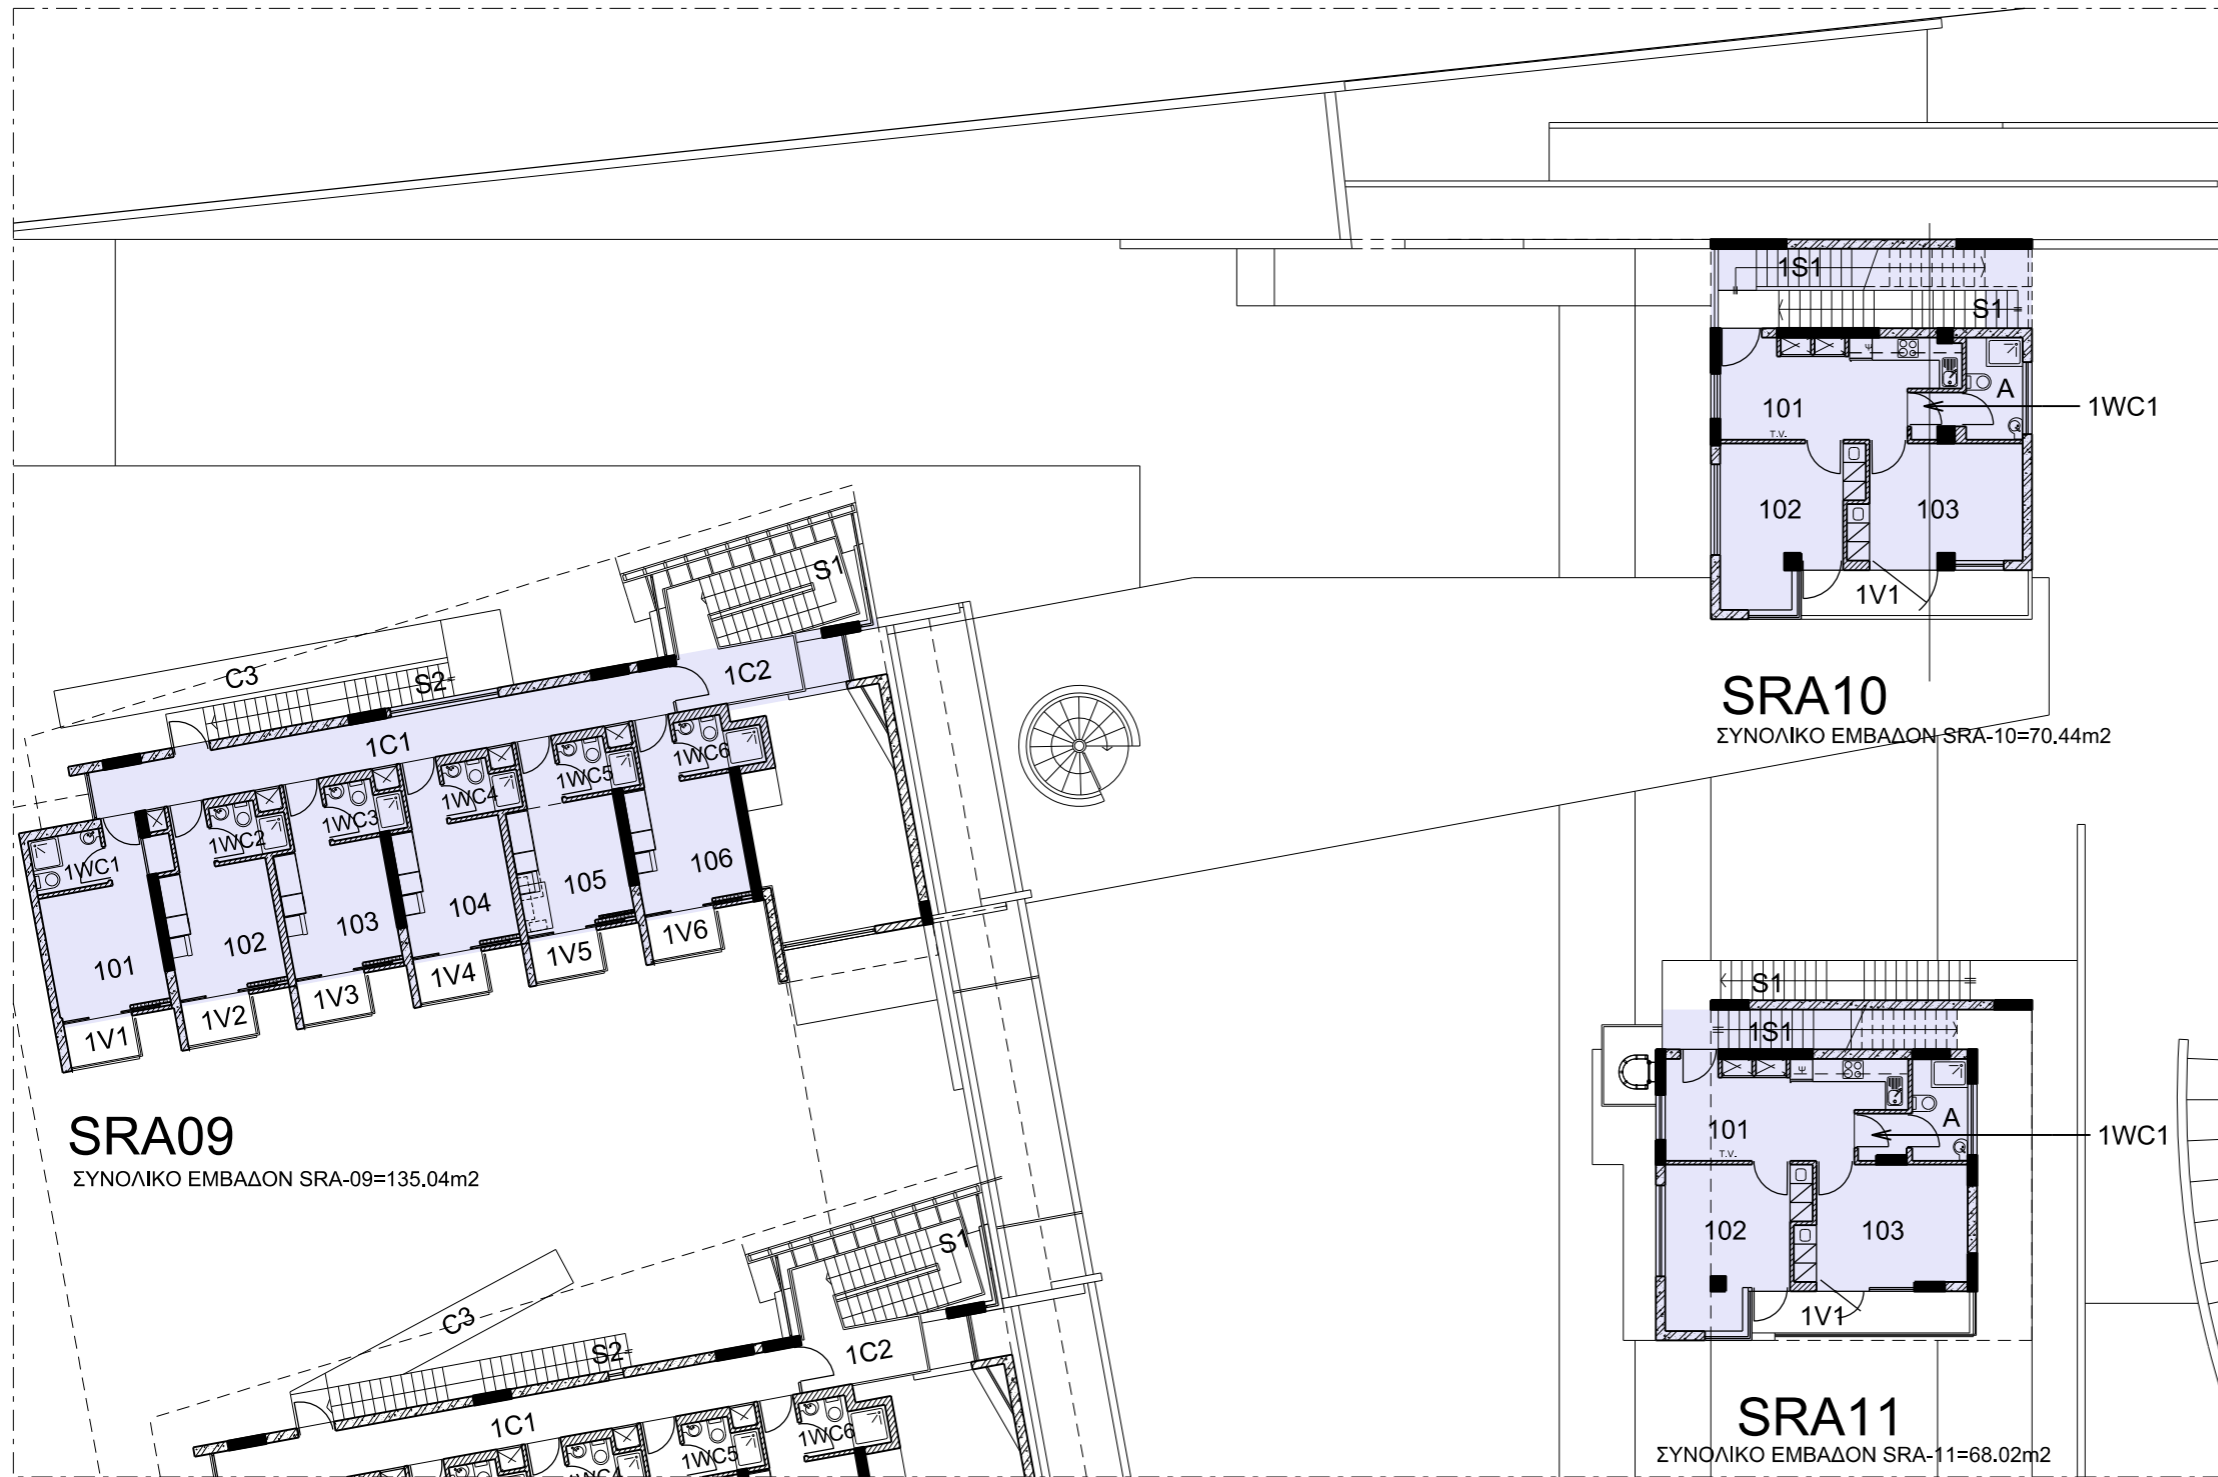 1S1
S1
101
T.V.
A
1WC1
102
103
1V1
SRA10
ΣΥΝΟΛΙΚΟ ΕΜΒΑΔΟΝ SRA-10=70.44m2
S1
C3
S2
1C2
1C1
1WC6
1WC5
1WC4
1WC3
1WC2
1WC1
106
105
104
103
102
101
1V6
1V5
1V4
1V3
1V2
1V1
SRA09
ΣΥΝΟΛΙΚΟ ΕΜΒΑΔΟΝ SRA-09=135.04m2
S1
1S1
101
T.V.
A
1WC1
102
103
1V1
SRA11
ΣΥΝΟΛΙΚΟ ΕΜΒΑΔΟΝ SRA-11=68.02m2
S1
C3
S2
1C2
1C1
1WC6
1WC5
1WC4